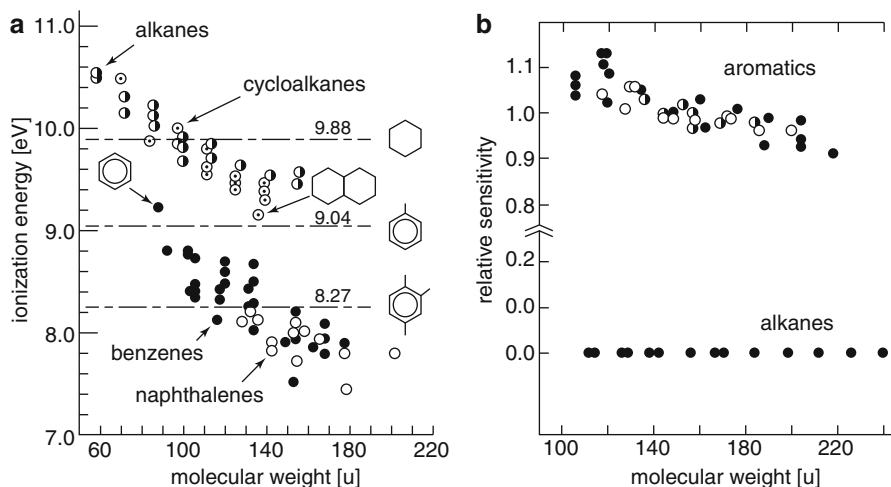 a
11.0
10.0
9.0
8.0
7.0
ionization energy [eV]
alkanes
cycloalkanes
9.88
9.04
8.27
benzenes
naphthalenes
60 100 140 180 220
molecular weight [u]
b
1.1
1.0
0.9
0.8
0.2
0.0
0.0
relative sensitivity
aromatics
alkanes
100 140 180 220
molecular weight [u]